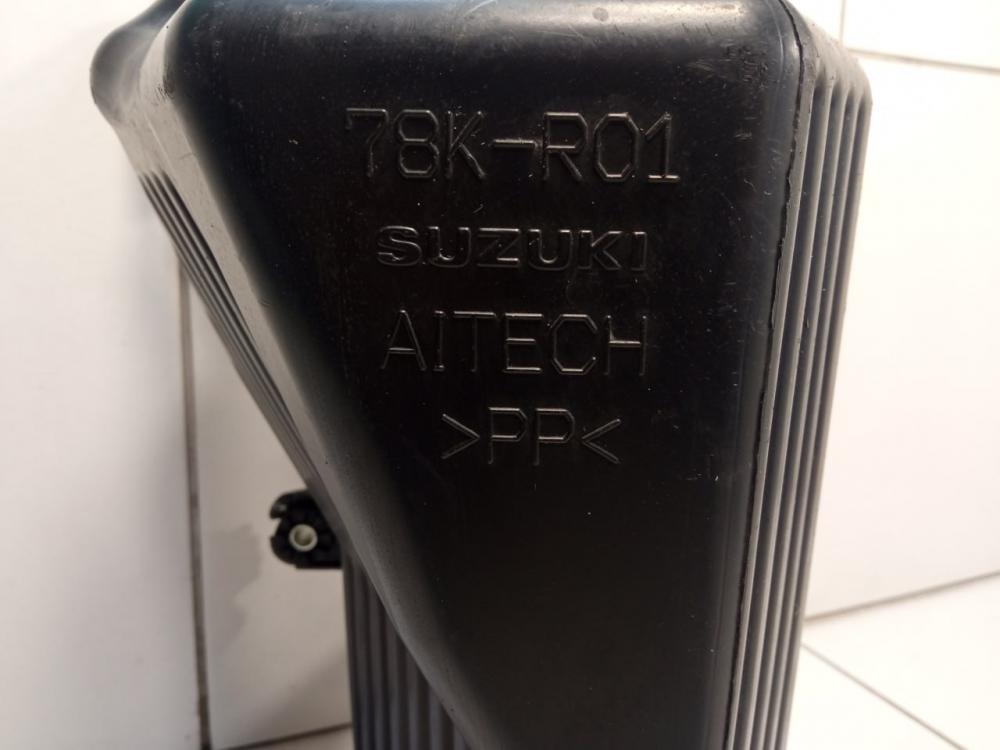 78K-R01
SUZUKI
AITECH
>PP<